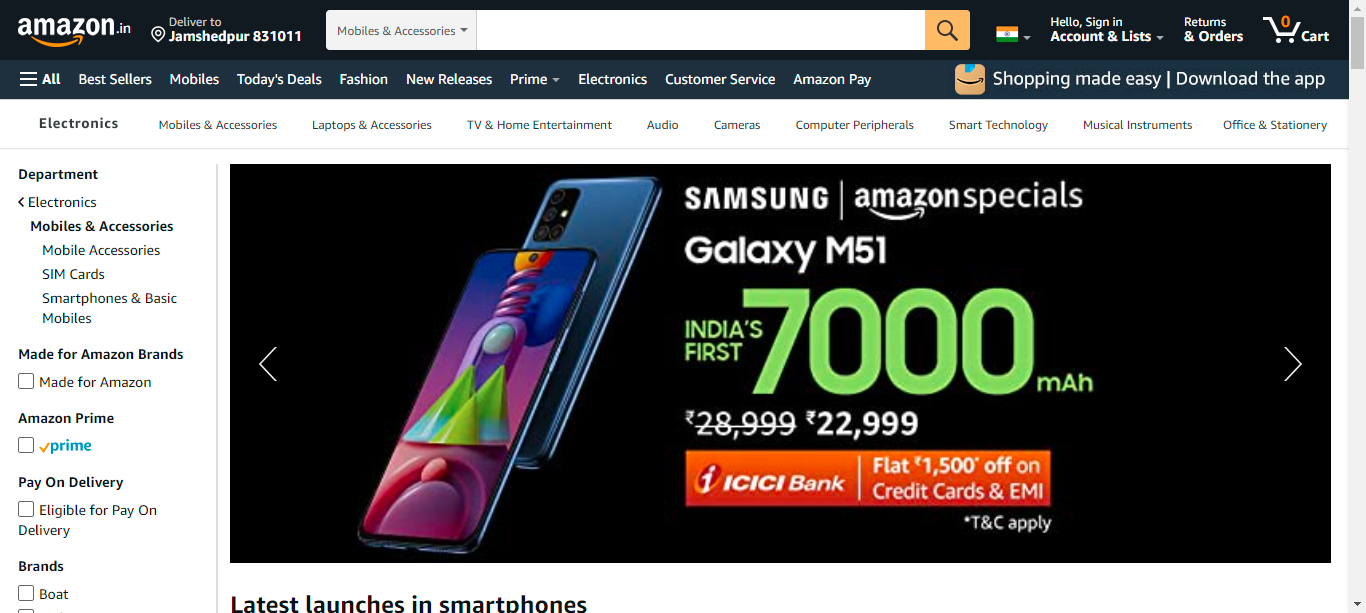 amazon.in
Deliver to
Jamshedpur 831011
Mobiles & Accessories
Hello, Sign in
Account & Lists
Returns
& Orders
0
Cart
All
Best Sellers
Mobiles
Today's Deals
Fashion
New Releases
Prime
Electronics
Customer Service
Amazon Pay
Shopping made easy | Download the app
Electronics
Mobiles & Accessories
Laptops & Accessories
TV & Home Entertainment
Audio
Cameras
Computer Peripherals
Smart Technology
Musical Instruments
Office & Stationery
Department
Electronics
Mobiles & Accessories
Mobile Accessories
SIM Cards
Smartphones & Basic
Mobiles
Made for Amazon Brands
Made for Amazon
Amazon Prime
prime
Pay On Delivery
Eligible for Pay On
Delivery
Brands
Boat
SAMSUNG | amazonspecials
Galaxy M51
INDIA'S
FIRST
7000 mAh
₹28,999 ₹22,999
ICICI Bank
Flat ₹1,500* off on
Credit Cards & EMI
*T&C apply
Latest launches in smartphones